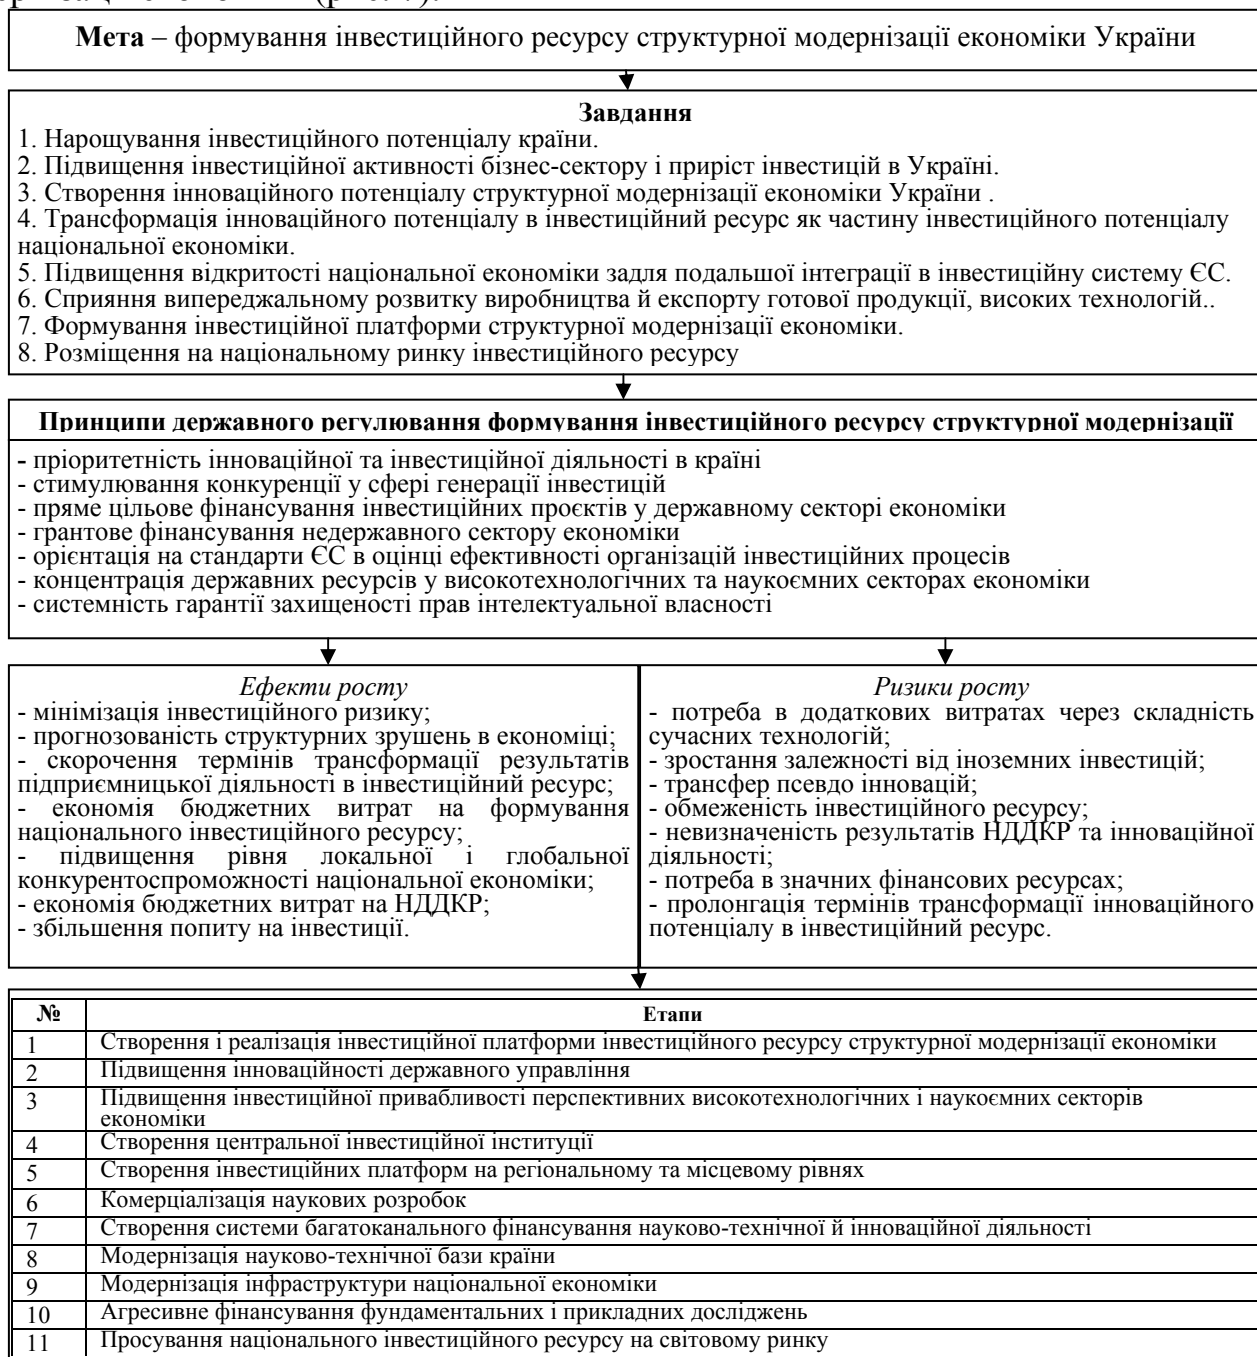 Мета – формування інвестиційного ресурсу структурної модернізації економіки України
Завдання
1. Нарощування інвестиційного потенціалу країни.
2. Підвищення інвестиційної активності бізнес-сектору і приріст інвестицій в Україні.
3. Створення інноваційного потенціалу структурної модернізації економіки України .
4. Трансформація інноваційного потенціалу в інвестиційний ресурс як частину інвестиційного потенціалу
національної економіки.
5. Підвищення відкритості національної економіки задля подальшої інтеграції в інвестиційну систему ЄС.
6. Сприяння випереджальному розвитку виробництва й експорту готової продукції, високих технологій..
7. Формування інвестиційної платформи структурної модернізації економіки.
8. Розміщення на національному ринку інвестиційного ресурсу
Принципи державного регулювання формування інвестиційного ресурсу структурної модернізації
- пріоритетність інноваційної та інвестиційної діяльності в країні
- стимулювання конкуренції у сфері генерації інвестицій
- пряме цільове фінансування інвестиційних проєктів у державному секторі економіки
- грантове фінансування недержавного сектору економіки
- орієнтація на стандарти ЄС в оцінці ефективності організацій інвестиційних процесів
- концентрація державних ресурсів у високотехнологічних та наукоємних секторах економіки
- системність гарантії захищеності прав інтелектуальної власності
Ефекти росту
- мінімізація інвестиційного ризику;
- прогнозованість структурних зрушень в економіці;
- скорочення термінів трансформації результатів
підприємницької діяльності в інвестиційний ресурс;
- економія бюджетних витрат на формування
національного інвестиційного ресурсу;
- підвищення рівня локальної і глобальної
конкурентоспроможності національної економіки;
- економія бюджетних витрат на НДДКР;
- збільшення попиту на інвестиції.
Ризики росту
- потреба в додаткових витратах через складність
сучасних технологій;
- зростання залежності від іноземних інвестицій;
- трансфер псевдо інновацій;
- обмеженість інвестиційного ресурсу;
- невизначеність результатів НДДКР та інноваційної
діяльності;
- потреба в значних фінансових ресурсах;
- пролонгація термінів трансформації інноваційного
потенціалу в інвестиційний ресурс.
№ Етапи
1 Створення і реалізація інвестиційної платформи інвестиційного ресурсу структурної модернізації економіки
2 Підвищення інноваційності державного управління
3 Підвищення інвестиційної привабливості перспективних високотехнологічних і наукоємних секторів
економіки
4 Створення центральної інвестиційної інституції
5 Створення інвестиційних платформ на регіональному та місцевому рівнях
6 Комерціалізація наукових розробок
7 Створення системи багатоканального фінансування науково-технічної й інноваційної діяльності
8 Модернізація науково-технічної бази країни
9 Модернізація інфраструктури національної економіки
10 Агресивне фінансування фундаментальних і прикладних досліджень
11 Просування національного інвестиційного ресурсу на світовому ринку